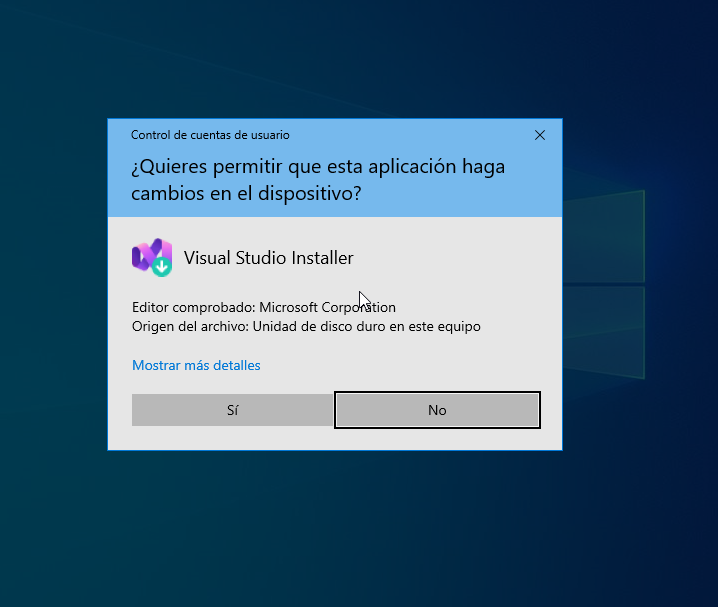 Control de cuentas de usuario
¿Quieres permitir que esta aplicación haga
cambios en el dispositivo?
Visual Studio Installer
Editor comprobado: Microsoft Corporation
Origen del archivo: Unidad de disco duro en este equipo
Mostrar más detalles
Sí
No